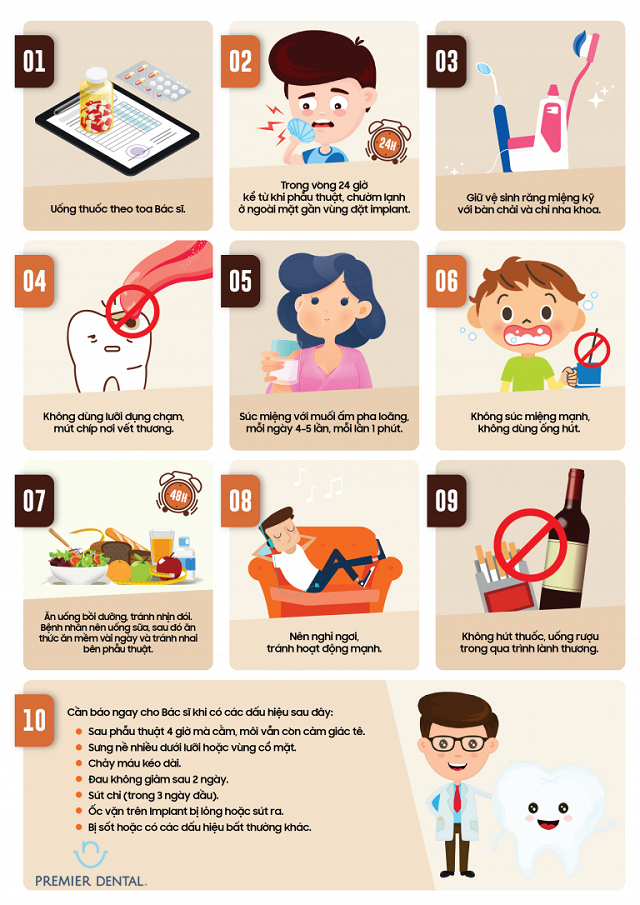 01
Uống thuốc theo toa Bác sĩ.
02
24H
Trong vòng 24 giờ
kể từ khi phẫu thuật, chườm lạnh
ở ngoài mặt gần vùng đặt implant.
03
Giữ vệ sinh răng miệng kỹ
với bàn chải và chỉ nha khoa.
04
Không dùng lưỡi đụng chạm,
mút chíp nơi vết thương.
05
Súc miệng với muối ấm pha loãng,
mỗi ngày 4-5 lần, mỗi lần 1 phút.
06
Không súc miệng mạnh,
không dùng ống hút.
07
48H
Ăn uống bồi dưỡng, tránh nhịn đói.
Bệnh nhân nên uống sữa, sau đó ăn
thức ăn mềm vài ngày và tránh nhai
bên phẫu thuật.
08
Nên nghỉ ngơi,
tránh hoạt động mạnh.
09
Không hút thuốc, uống rượu
trong quá trình lành thương.
10
Cần báo ngay cho Bác sĩ khi có các dấu hiệu sau đây:
Sau phẫu thuật 4 giờ mà cằm, môi vẫn còn cảm giác tê.
Sưng nề nhiều dưới lưỡi hoặc vùng cổ mặt.
Chảy máu kéo dài.
Đau không giảm sau 2 ngày.
Sút chỉ (trong 3 ngày đầu).
Ốc vặn trên Implant bị lỏng hoặc sút ra.
Bị sốt hoặc có các dấu hiệu bất thường khác.
PREMIER DENTAL.